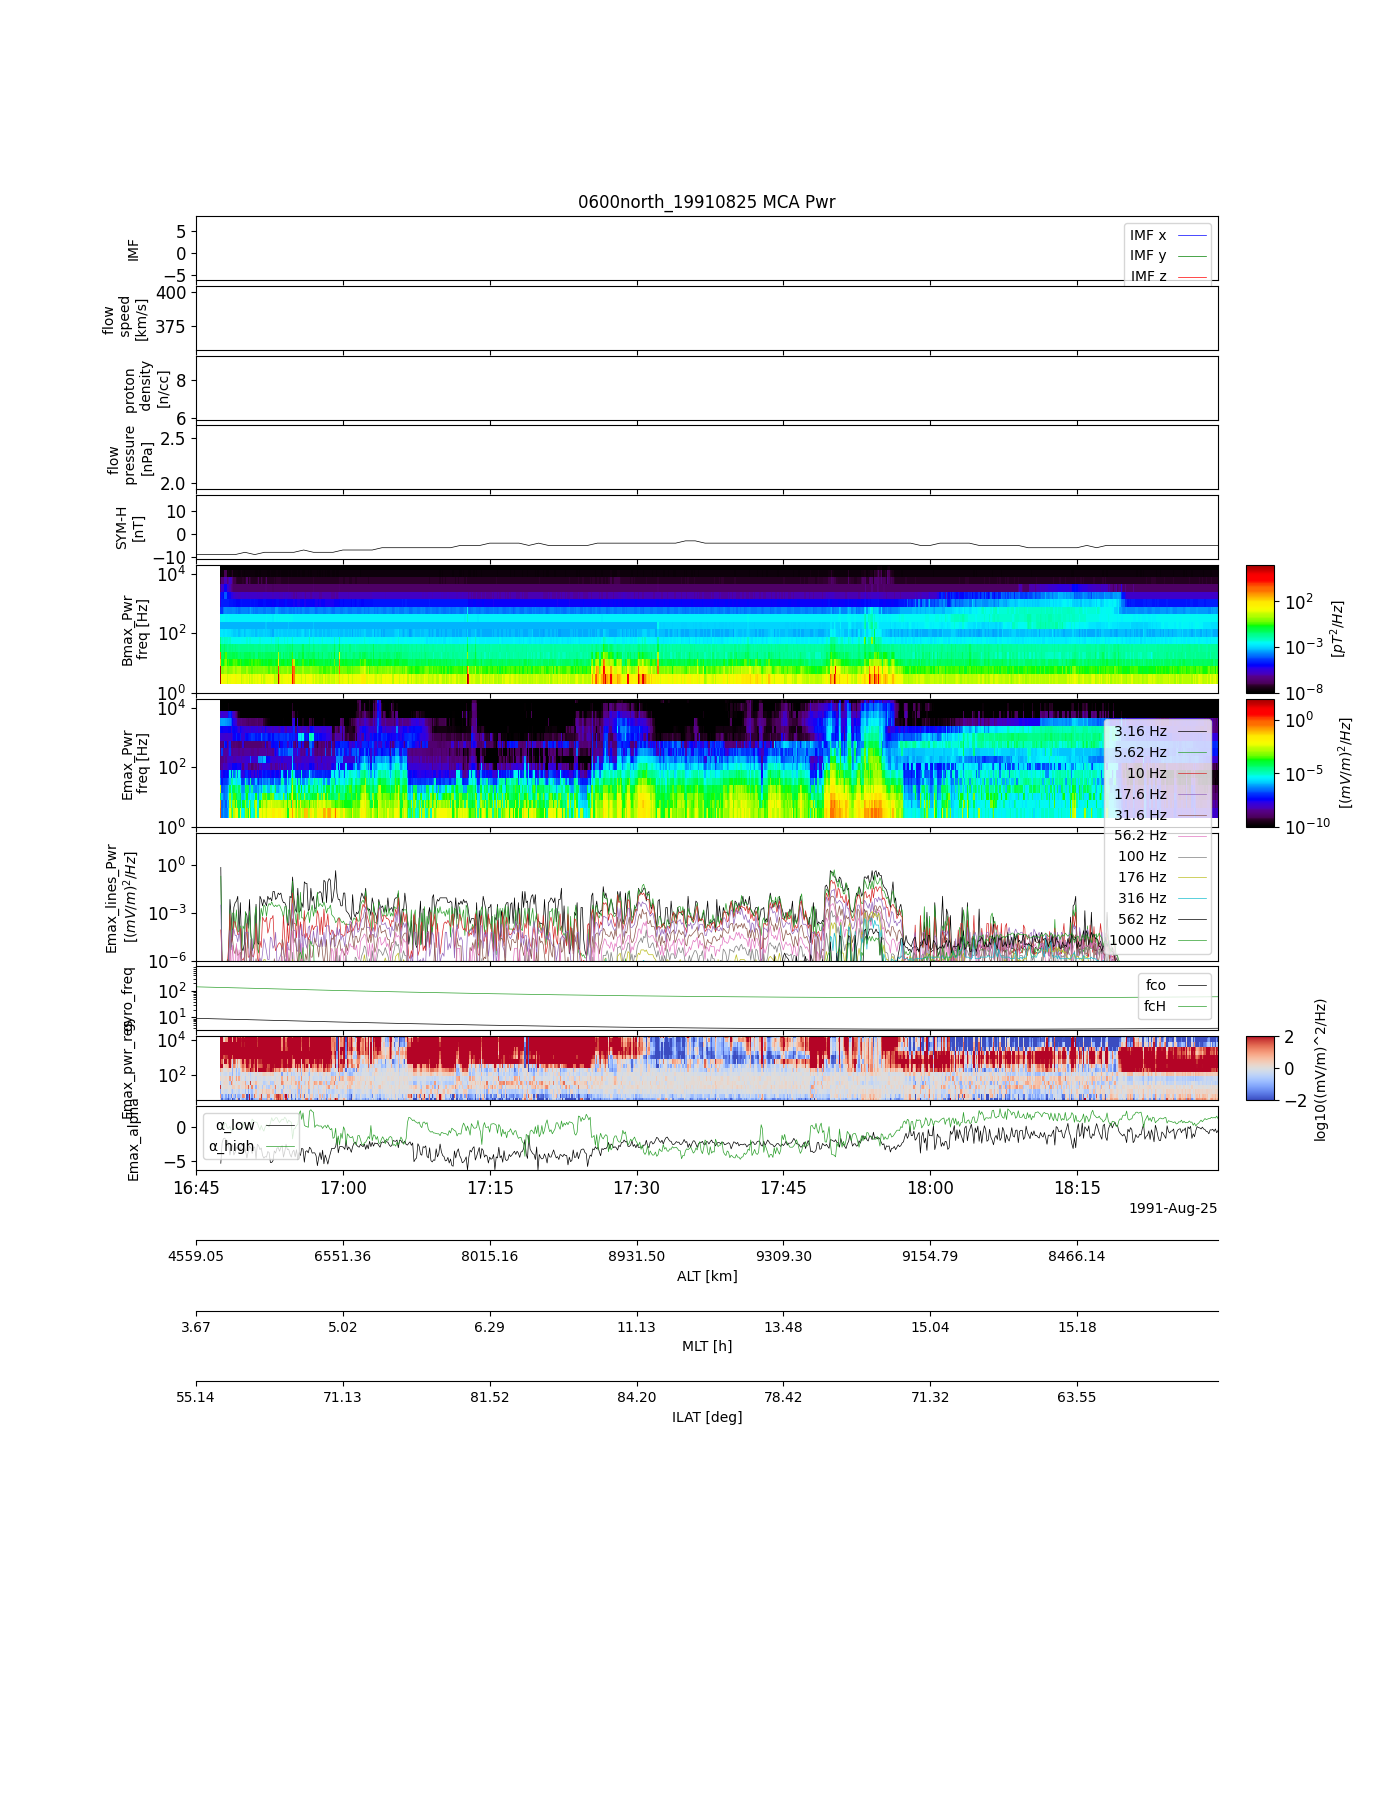 0600north_19910825 MCA Pwr
IMF
5
0
−5
IMF x
IMF y
IMF z
flow
speed
[km/s]
400
375
proton
density
[n/cc]
8
6
flow
pressure
[nPa]
2.5
2.0
SYM-H
[nT]
10
0
−10
Bmax_Pwr
freq [Hz]
10^4
10^2
10^0
10^2
10^−3
10^−8
[pT^2/Hz]
Emax_Pwr
freq [Hz]
10^4
10^2
10^0
10^0
10^−5
10^−10
[(mV/m)^2/Hz]
3.16 Hz
5.62 Hz
10 Hz
17.6 Hz
31.6 Hz
56.2 Hz
100 Hz
176 Hz
316 Hz
562 Hz
1000 Hz
Emax_lines_Pwr
[(mV/m)^2/Hz]
10^0
10^−3
10^−6
gyro_freq
10^2
10^1
fco
fcH
Emax_pwr_reg
10^4
10^2
2
0
−2
log10((mV/m)^2/Hz)
Emax_alpha
0
−5
α_low
α_high
16:45 17:00 17:15 17:30 17:45 18:00 18:15
1991-Aug-25
4559.05 6551.36 8015.16 8931.50 9309.30 9154.79 8466.14
ALT [km]
3.67 5.02 6.29 11.13 13.48 15.04 15.18
MLT [h]
55.14 71.13 81.52 84.20 78.42 71.32 63.55
ILAT [deg]